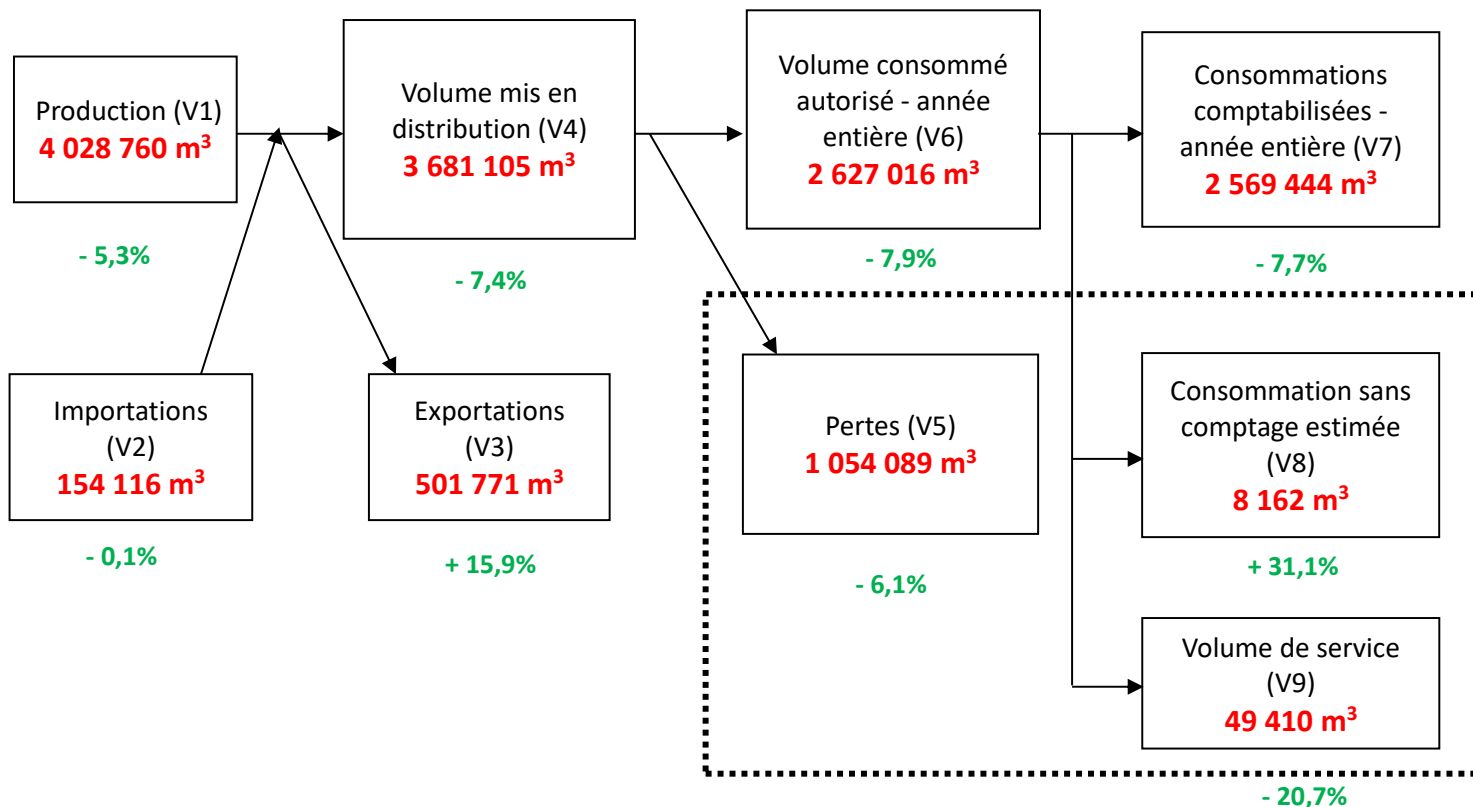 Production (V1)
4 028 760 m³
- 5,3%
Volume mis en
distribution (V4)
3 681 105 m³
- 7,4%
Volume consommé
autorisé - année
entière (V6)
2 627 016 m³
- 7,9%
Consommations
comptabilisées -
année entière (V7)
2 569 444 m³
- 7,7%
Importations
(V2)
154 116 m³
- 0,1%
Exportations
(V3)
501 771 m³
+ 15,9%
Pertes (V5)
1 054 089 m³
- 6,1%
Consommation sans
comptage estimée
(V8)
8 162 m³
+ 31,1%
Volume de service
(V9)
49 410 m³
- 20,7%